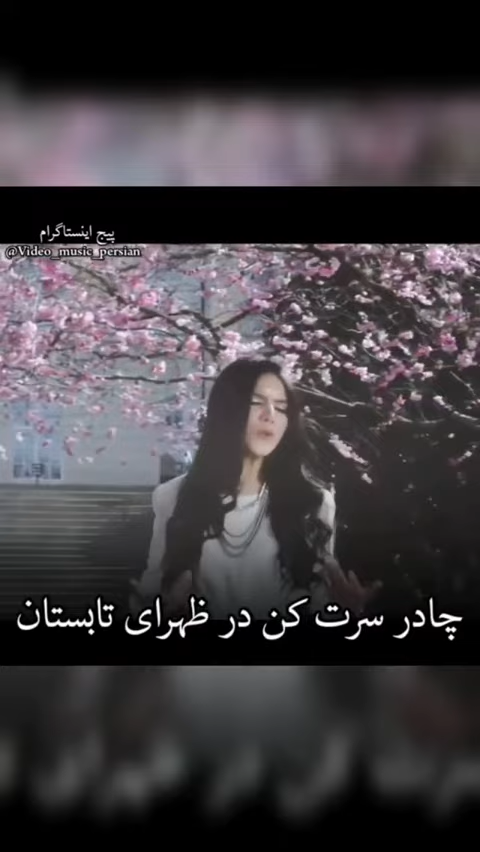 پیج اینستاگرام
@Video_music_persian
چادر سرت کن در ظهرای تابستان